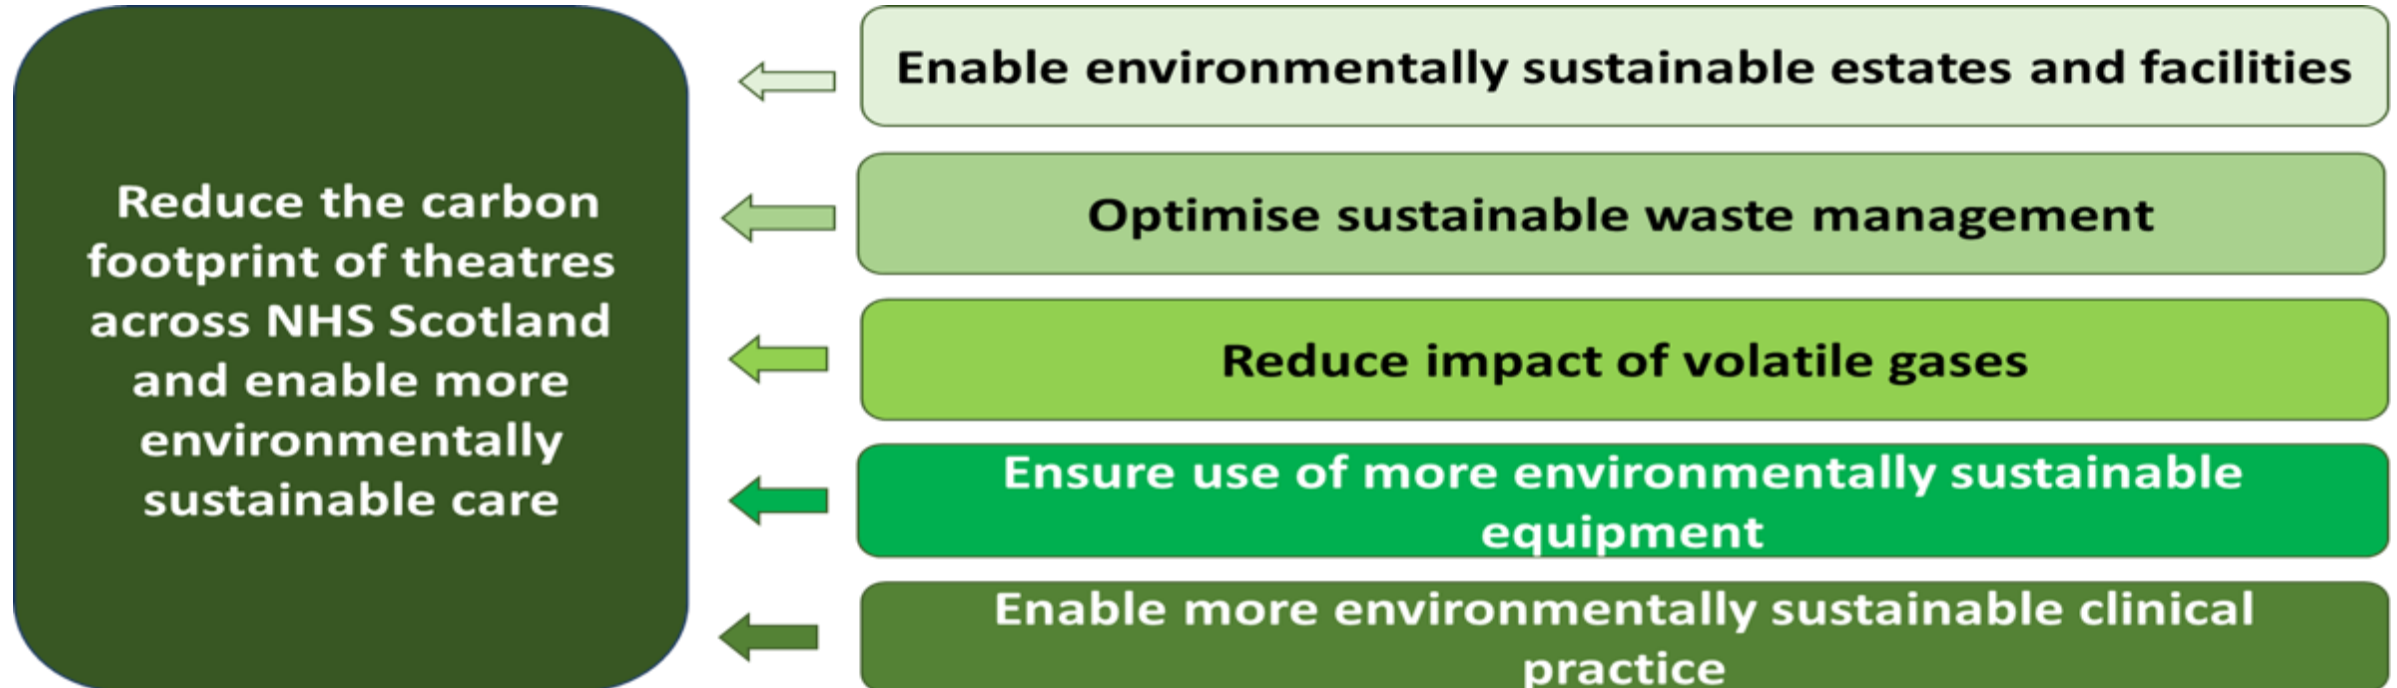 Reduce the carbon
footprint of theatres
across NHS Scotland
and enable more
environmentally
sustainable care
Enable environmentally sustainable estates and facilities
Optimise sustainable waste management
Reduce impact of volatile gases
Ensure use of more environmentally sustainable
equipment
Enable more environmentally sustainable clinical
practice